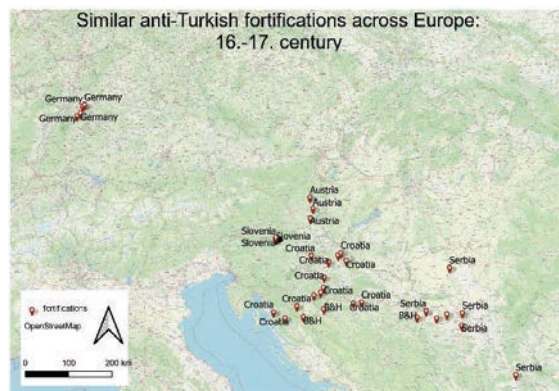 Similar anti-Turkish fortifications across Europe:
16.-17. century
Germany Germany
Germany Germany
Austria
Austria
Austria
Slovenia
Slovenia
Slovenia
Croatia
Croatia
Croatia
Croatia
Serbia
Croatia
Croatia
Croatia
Croatia
Croatia
Croatia
Croatia
B&H
B&H
Serbia
Serbia
B&H
Serbia
Serbia
fortifications
OpenStreetMap
0
100
200 km